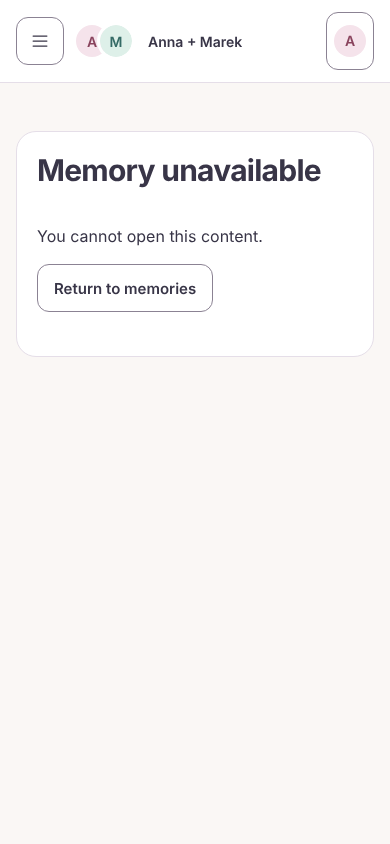 A M Anna + Marek A
Memory unavailable
You cannot open this content.
Return to memories